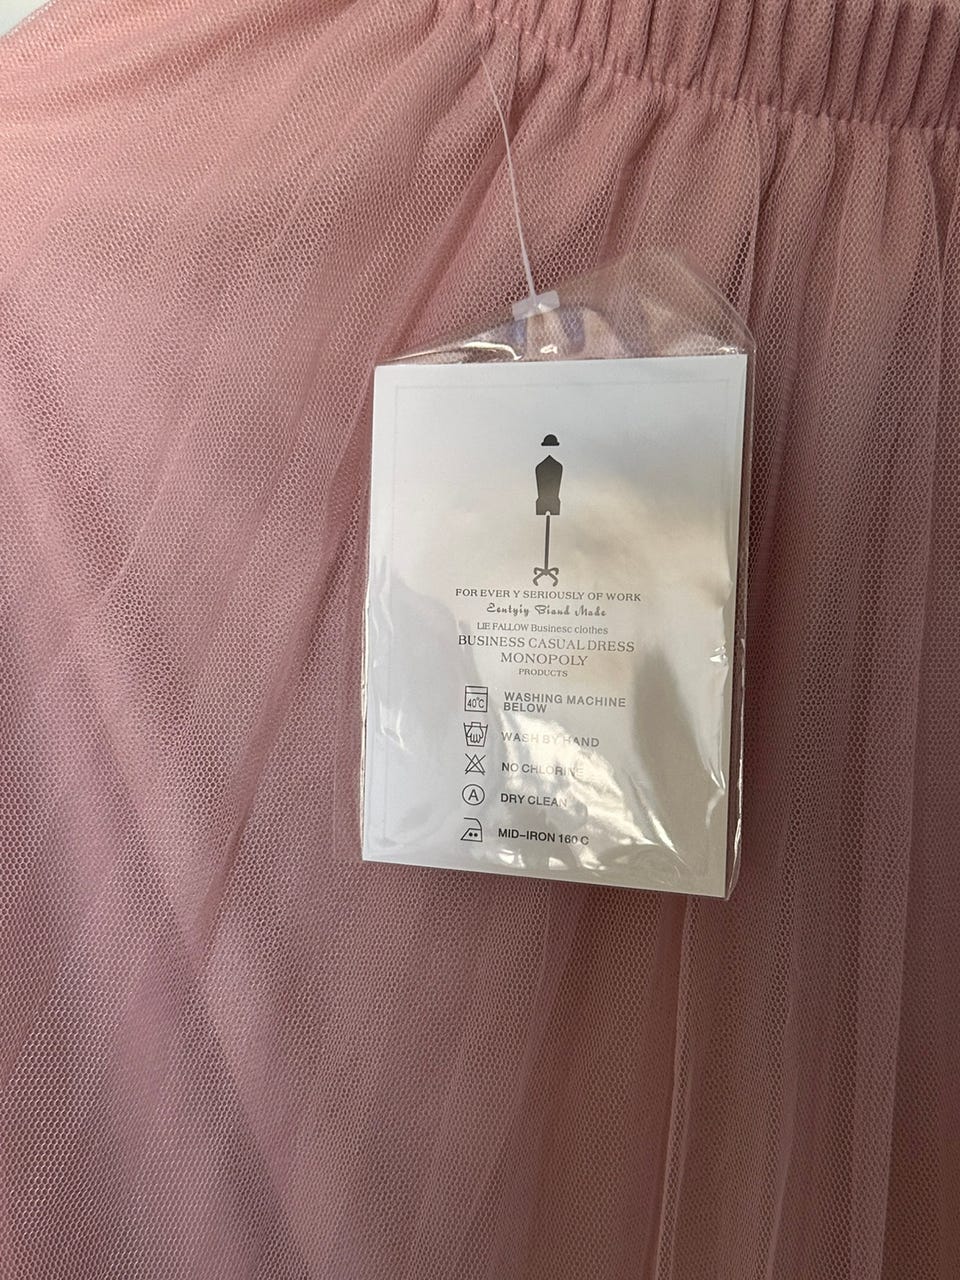 FOR EVER Y SERIOUSLY OF WORK
Eentyiy Biand Made
LIE FALLOW Businesc clothes
BUSINESS CASUAL DRESS
MONOPOLY
PRODUCTS
40°C WASHING MACHINE
BELOW
WASH BY HAND
NO CHLORINE
A DRY CLEAN
MID-IRON 160 C